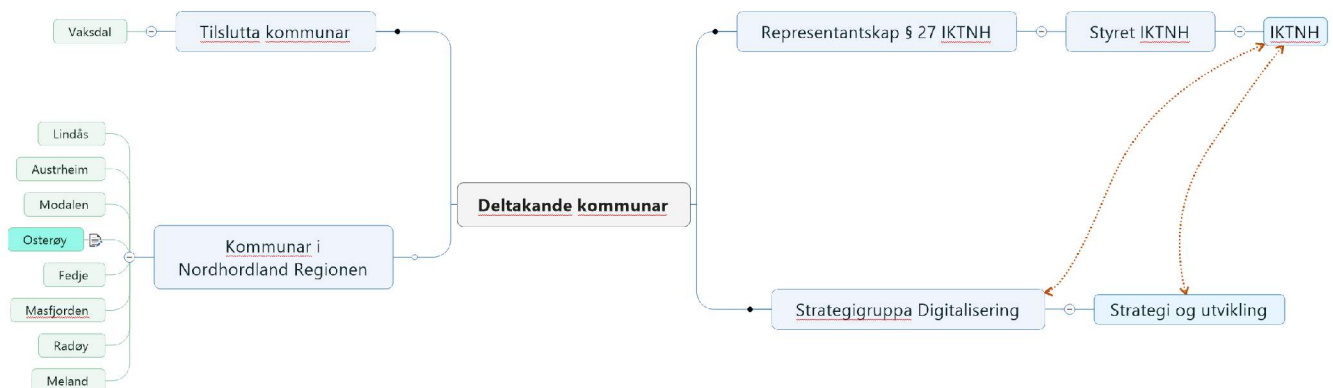 Vaksdal
Tilslutta kommunar
Representantskap § 27 IKTNH
Styret IKTNH
IKTNH
Lindås
Austrheim
Modalen
Osterøy
Fedje
Masfjorden
Radøy
Meland
Kommunar i
Nordhordland Regionen
Deltakande kommunar
Strategigruppa Digitalisering
Strategi og utvikling